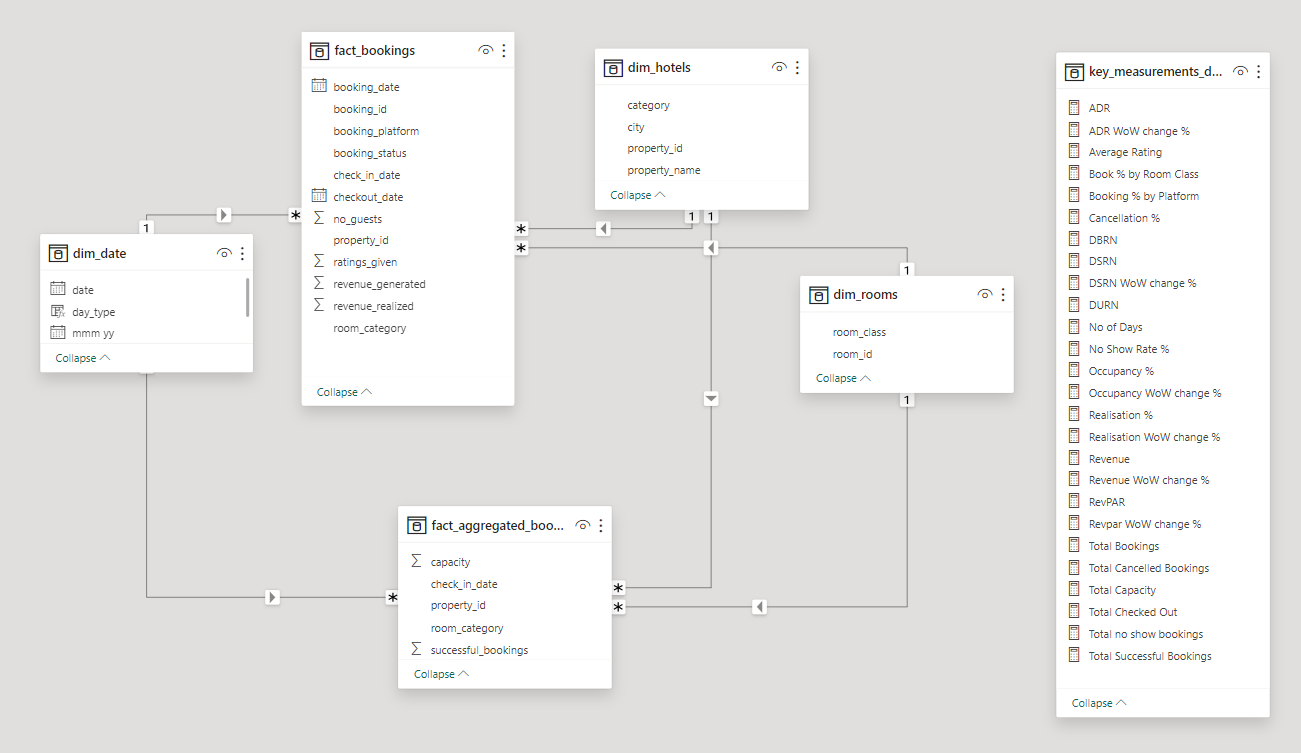 fact_bookings
booking_date
booking_id
booking_platform
booking_status
check_in_date
checkout_date
no_guests
property_id
ratings_given
revenue_generated
revenue_realized
room_category
Collapse
dim_hotels
category
city
property_id
property_name
Collapse
key_measurements_d...
ADR
ADR WoW change %
Average Rating
Book % by Room Class
Booking % by Platform
Cancellation %
DBRN
DSRN
DSRN WoW change %
DURN
No of Days
No Show Rate %
Occupancy %
Occupancy WoW change %
Realisation %
Realisation WoW change %
Revenue
Revenue WoW change %
RevPAR
Revpar WoW change %
Total Bookings
Total Cancelled Bookings
Total Capacity
Total Checked Out
Total no show bookings
Total Successful Bookings
Collapse
dim_date
date
day_type
mmm yy
Collapse
dim_rooms
room_class
room_id
Collapse
fact_aggregated_boo...
capacity
check_in_date
property_id
room_category
successful_bookings
Collapse
1
*
1
1
*
*
1
1
*
*
*